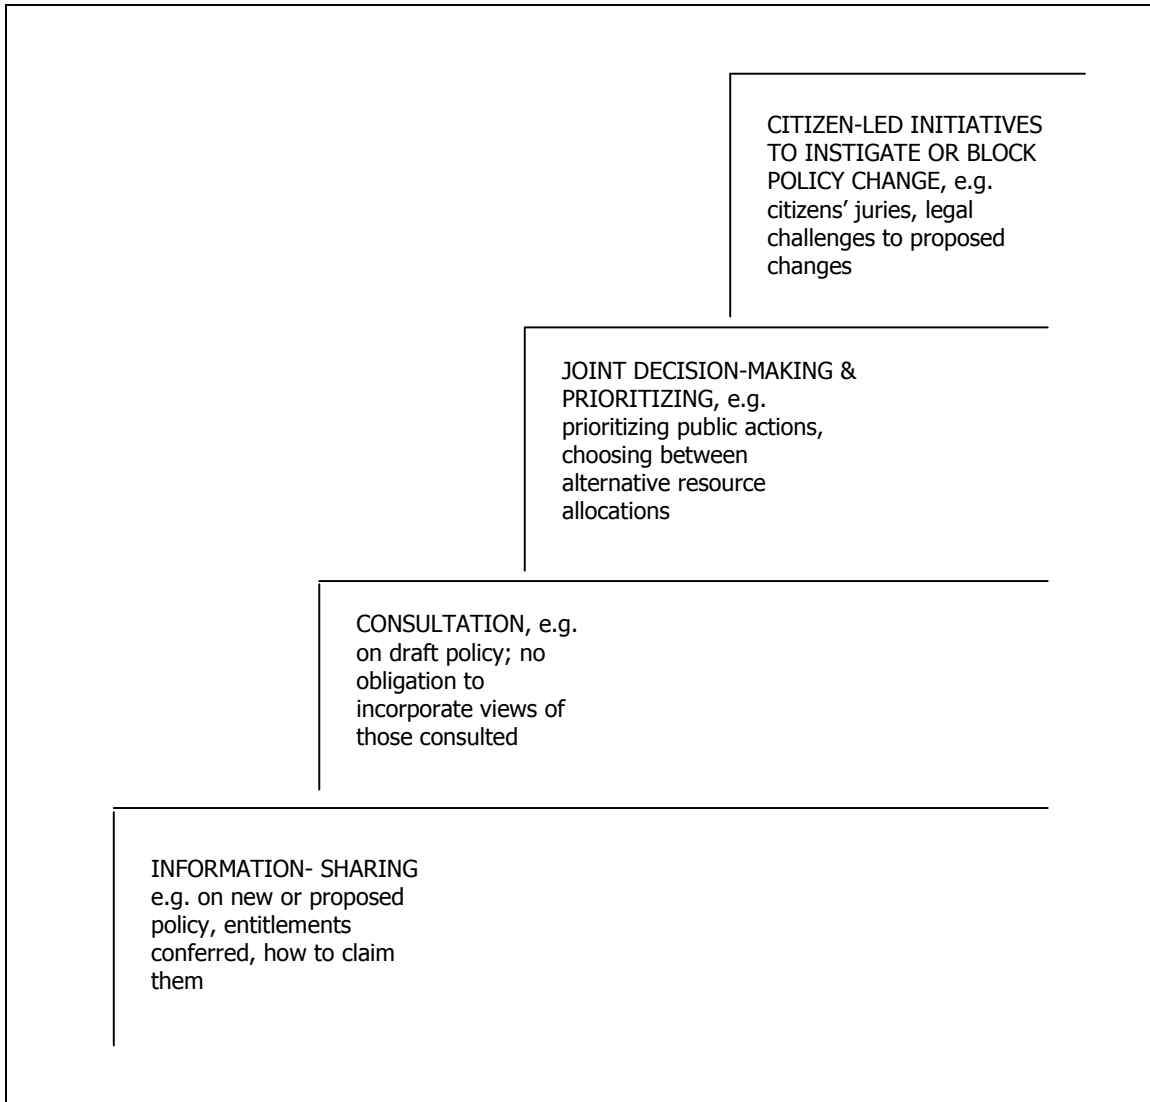 CITIZEN-LED INITIATIVES
TO INSTIGATE OR BLOCK
POLICY CHANGE, e.g.
citizens’ juries, legal
challenges to proposed
changes
JOINT DECISION-MAKING &
PRIORITIZING, e.g.
prioritizing public actions,
choosing between
alternative resource
allocations
CONSULTATION, e.g.
on draft policy; no
obligation to
incorporate views of
those consulted
INFORMATION- SHARING
e.g. on new or proposed
policy, entitlements
conferred, how to claim
them